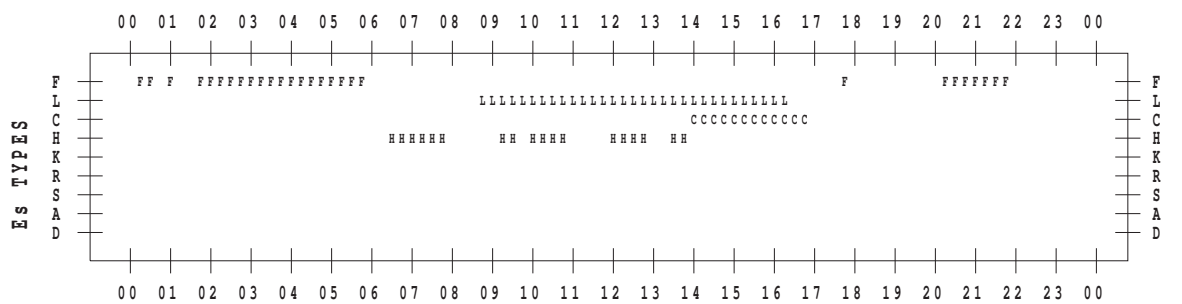 00 01 02 03 04 05 06 07 08 09 10 11 12 13 14 15 16 17 18 19 20 21 22 23 00
F FF F FFFFFFFFFFFFFFFFF F FFFFFFF F
L LLLLLLLLLLLLLLLLLLLLLLLLLLLLLLL L
C CCCCCCCCCCCC C
H HHHHHH HH HHHH HHHH HH H
K K
R R
S S
A A
D D
Es TYPES
00 01 02 03 04 05 06 07 08 09 10 11 12 13 14 15 16 17 18 19 20 21 22 23 00